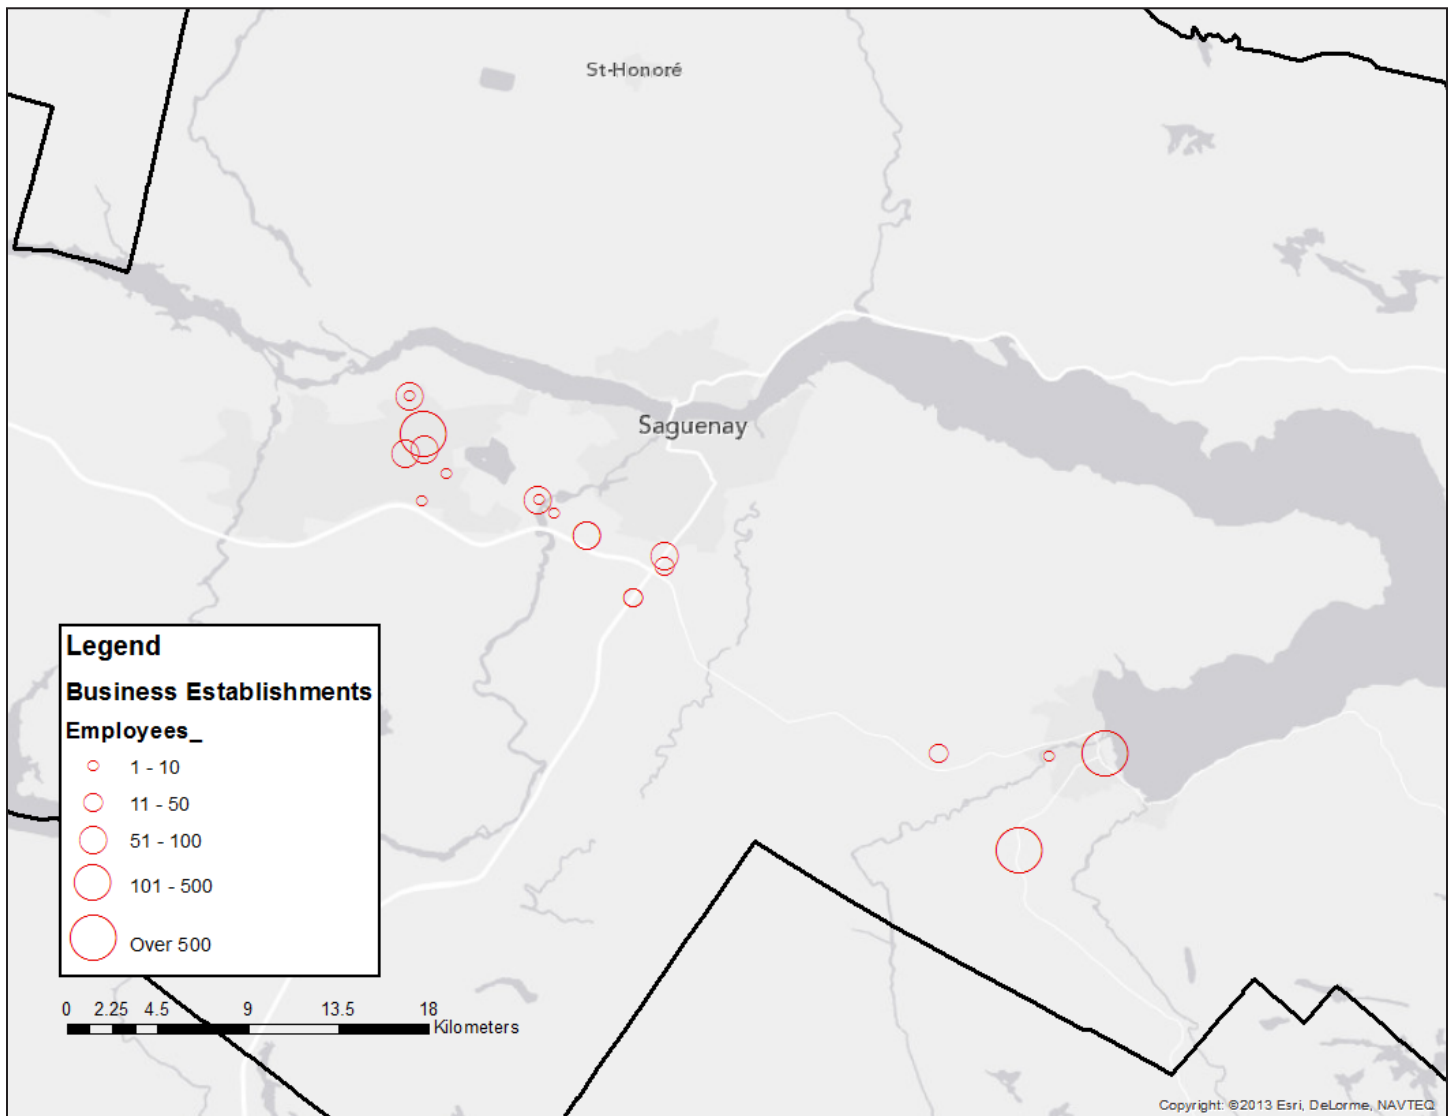 St-Honoré
Saguenay
Legend
Business Establishments
Employees_
1 - 10
11 - 50
51 - 100
101 - 500
Over 500
0 2.25 4.5 9 13.5 18
Kilometers
Copyright: ©2013 Esri, DeLorme, NAVTEQ